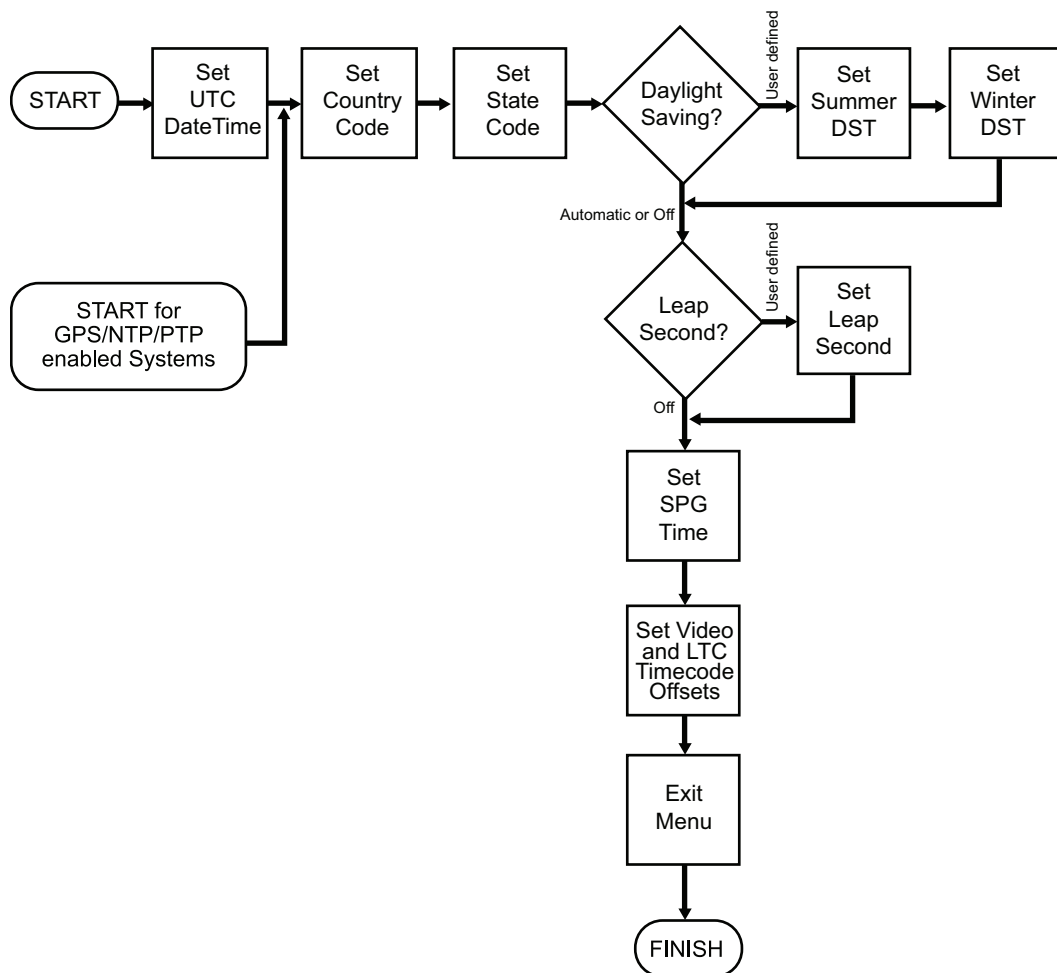 START
Set
UTC
DateTime
Set
Country
Code
Set
State
Code
Daylight
Saving?
User defined
Set
Summer
DST
Set
Winter
DST
Automatic or Off
START for
GPS/NTP/PTP
enabled Systems
Leap
Second?
User defined
Set
Leap
Second
Off
Set
SPG
Time
Set Video
and LTC
Timecode
Offsets
Exit
Menu
FINISH